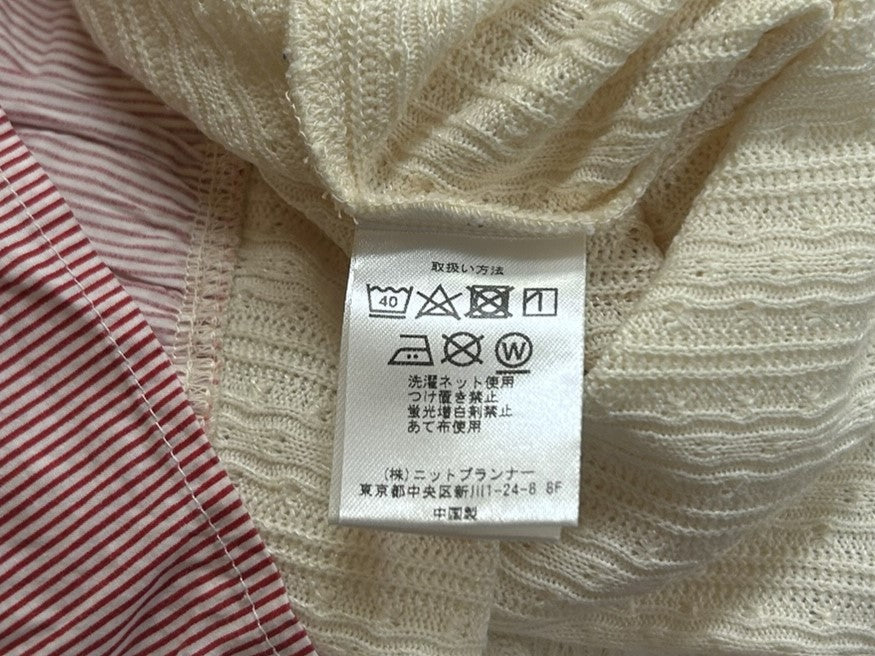 取扱い方法
40
W
洗濯ネット使用
つけ置き禁止
蛍光増白剤禁止
あて布使用
(株)ニットプランナー
東京都中央区新川1-24-8 8F
中国製